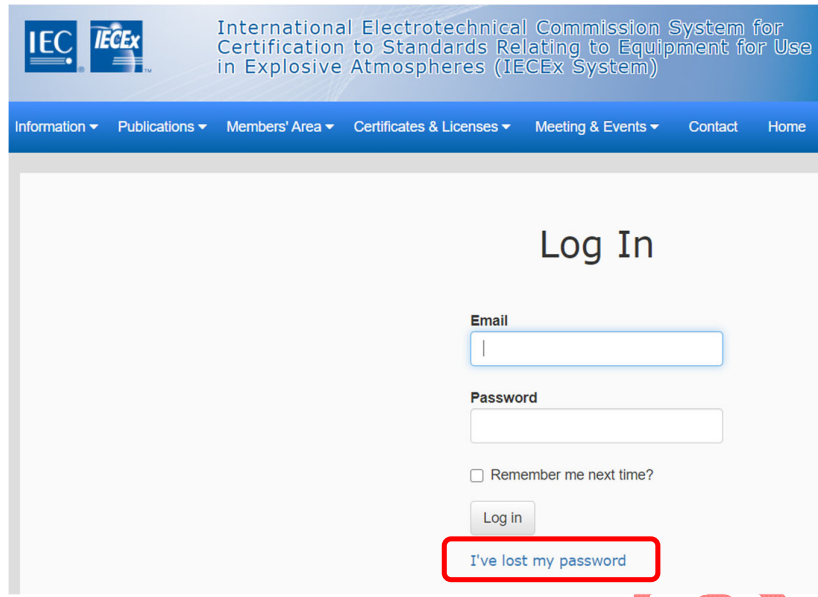 IEC
IECEx
TM
International Electrotechnical Commission System for
Certification to Standards Relating to Equipment for Use
in Explosive Atmospheres (IECEx System)
Information
Publications
Members' Area
Certificates & Licenses
Meeting & Events
Contact
Home
Log In
Email
Password
Remember me next time?
Log in
I've lost my password